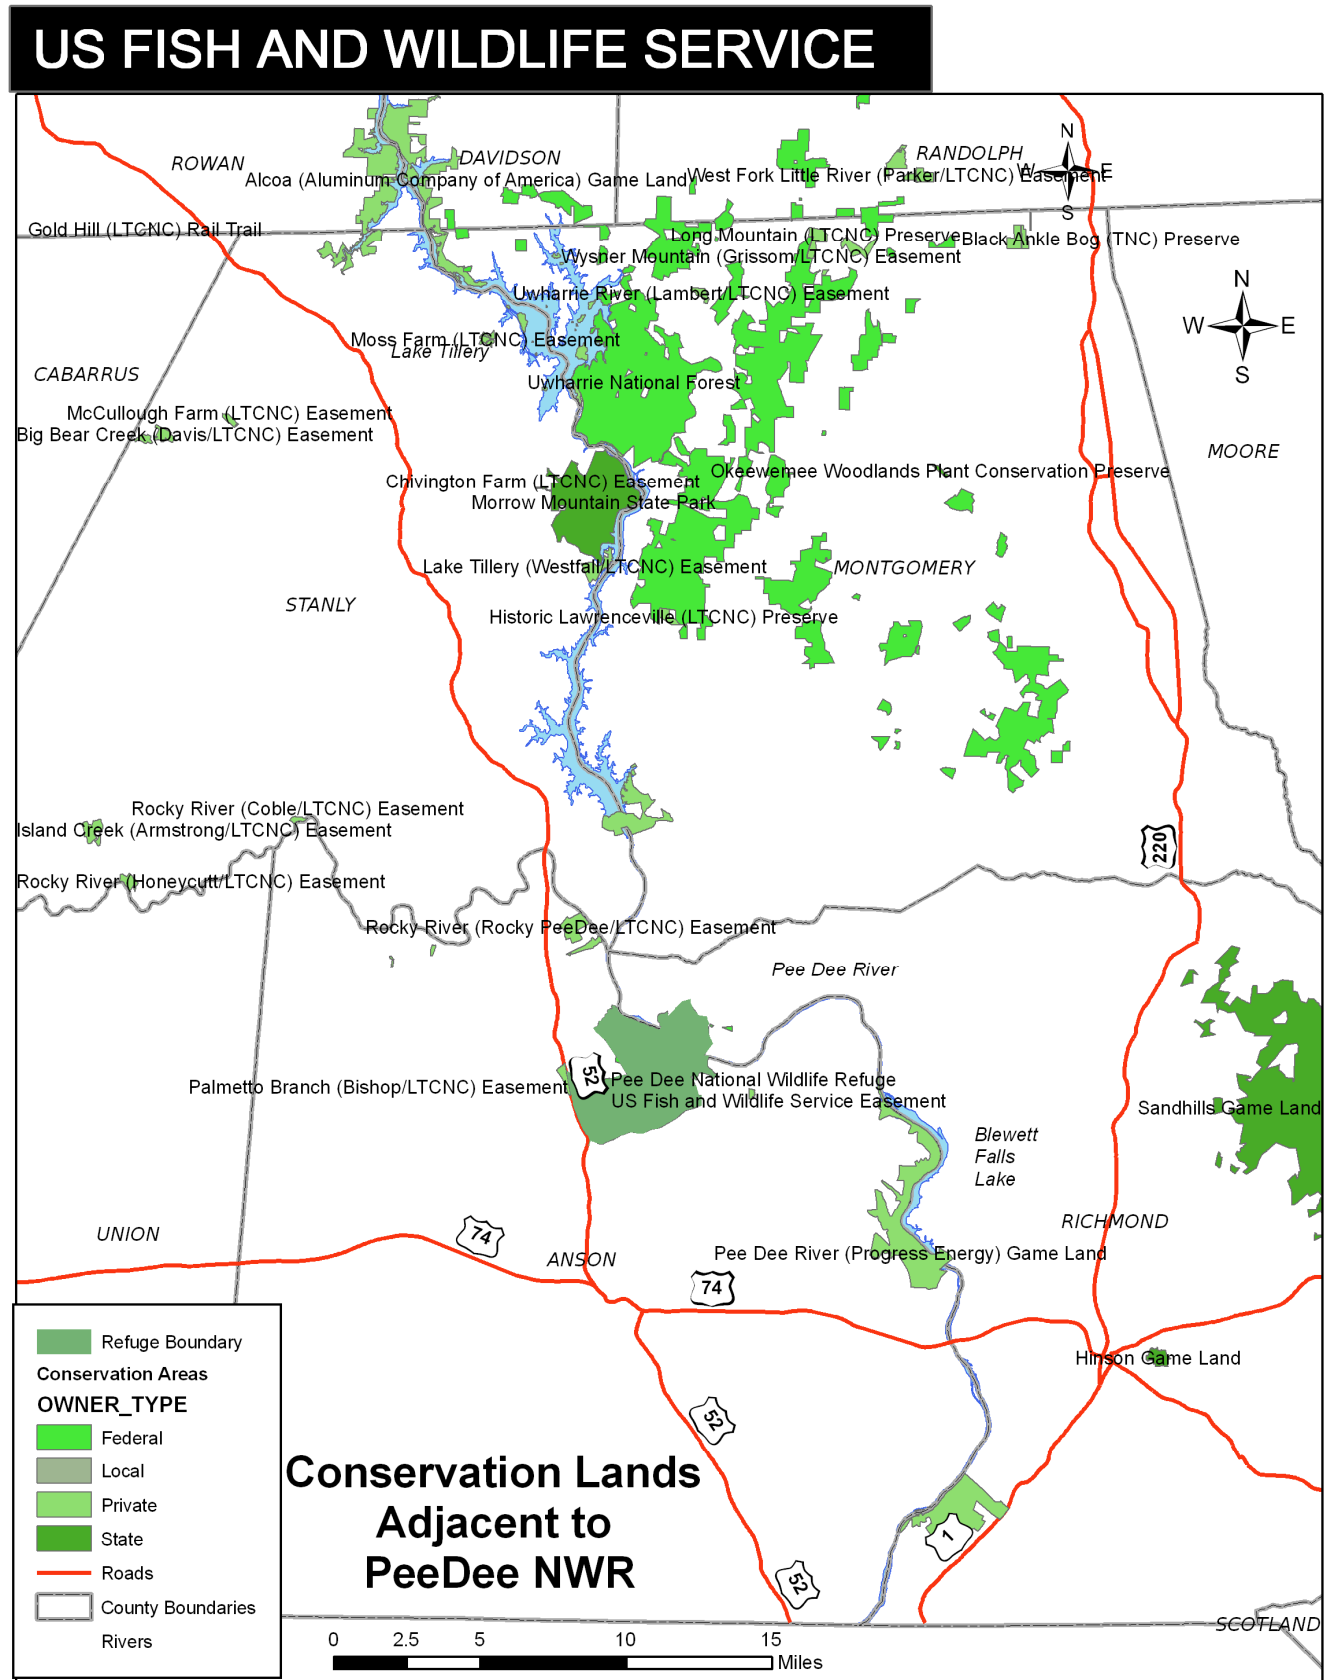 US FISH AND WILDLIFE SERVICE
N
W E
S
ROWAN
DAVIDSON
RANDOLPH
Alcoa (Aluminum Company of America) Game Land
West Fork Little River (Parker/LTCNC) Easement
Gold Hill (LTCNC) Rail Trail
Long Mountain (LTCNC) Preserve
Black Ankle Bog (TNC) Preserve
Wysner Mountain (Grissom/LTCNC) Easement
Uwharrie River (Lambert/LTCNC) Easement
N
W E
S
Moss Farm (LTCNC) Easement
Lake Tillery
CABARRUS
Uwharrie National Forest
McCullough Farm (LTCNC) Easement
Big Bear Creek (Davis/LTCNC) Easement
MOORE
Okeewemee Woodlands Plant Conservation Preserve
Chivington Farm (LTCNC) Easement
Morrow Mountain State Park
Lake Tillery (Westfall/LTCNC) Easement
MONTGOMERY
STANLY
Historic Lawrenceville (LTCNC) Preserve
Rocky River (Coble/LTCNC) Easement
Island Creek (Armstrong/LTCNC) Easement
220
Rocky River (Honeycutt/LTCNC) Easement
Rocky River (Rocky PeeDee/LTCNC) Easement
Pee Dee River
52
Palmetto Branch (Bishop/LTCNC) Easement
Pee Dee National Wildlife Refuge
US Fish and Wildlife Service Easement
Sandhills Game Land
Blewett
Falls
Lake
RICHMOND
UNION
74
ANSON
Pee Dee River (Progress Energy) Game Land
74
Hinson Game Land
52
1
52
SCOTLAND
Refuge Boundary
Conservation Areas
OWNER_TYPE
Federal
Local
Private
State
Roads
County Boundaries
Rivers
Conservation Lands
Adjacent to
PeeDee NWR
0 2.5 5 10 15
Miles